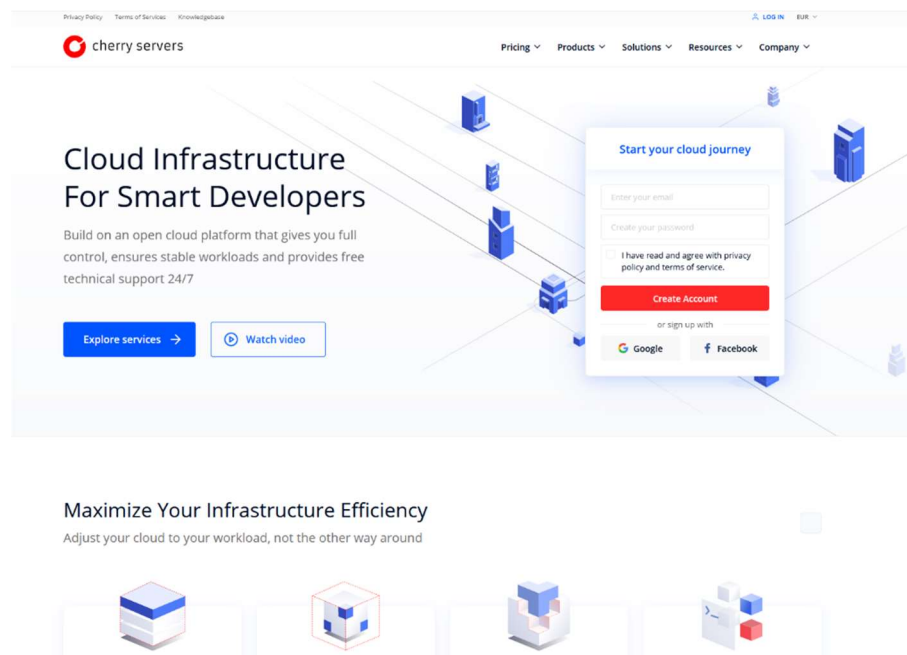 Privacy Policy Terms of Services Knowledgebase
LOG IN EUR
cherry servers
Pricing Products Solutions Resources Company
Cloud Infrastructure
For Smart Developers
Build on an open cloud platform that gives you full
control, ensures stable workloads and provides free
technical support 24/7
Explore services
Watch video
Start your cloud journey
Enter your email
Create your password
I have read and agree with privacy
policy and terms of service.
Create Account
or sign up with
Google
Facebook
Maximize Your Infrastructure Efficiency
Adjust your cloud to your workload, not the other way around